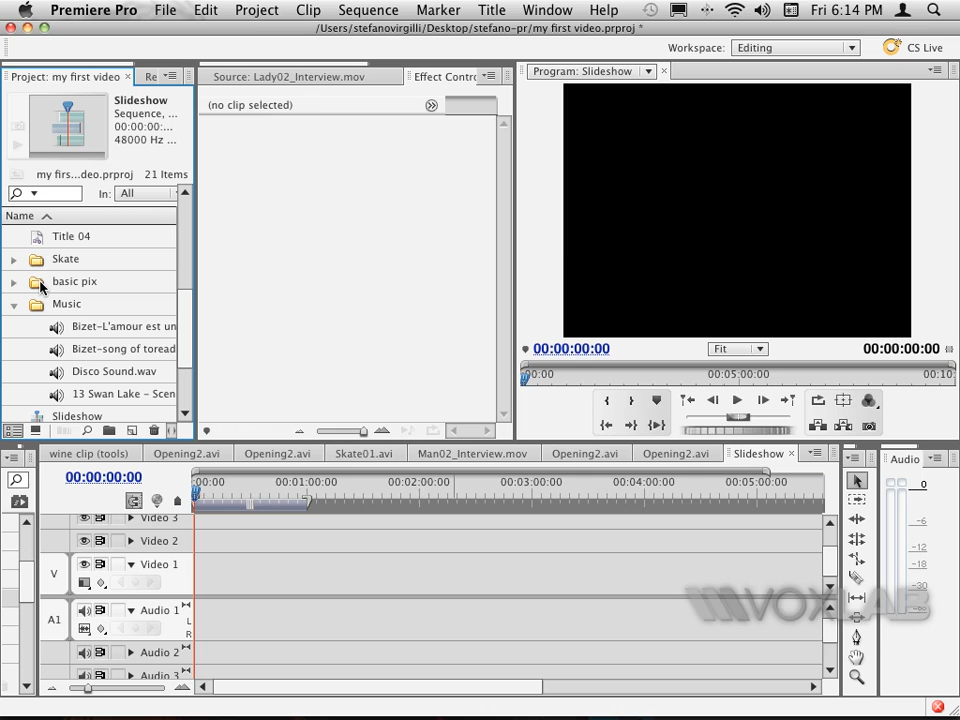 Premiere Pro File Edit Project Clip Sequence Marker Title Window Help Fri 6:14 PM
/Users/stefanovirgilli/Desktop/stefano-pr/my first video.prproj *
Workspace: Editing CS Live
Project: my first video × Re
Source: Lady02_Interview.mov Effect Contro
Program: Slideshow ×
Slideshow
Sequence, ...
00:00:00:...
48000 Hz ...
(no clip selected)
my firs...deo.prproj 21 Items
In: All
Name
Title 04
Skate
basic pix
Music
Bizet-L'amour est un
Bizet-song of toread
Disco Sound.wav
13 Swan Lake - Scen
Slideshow
00:00:00:00 Fit 00:00:00:00
00:00 00:05:00:00 00:10:
wine clip (tools) Opening2.avi Opening2.avi Skate01.avi Man02_Interview.mov Opening2.avi Opening2.avi Slideshow × Audio
00:00:00:00
:00:00 00:01:00:00 00:02:00:00 00:03:00:00 00:04:00:00 00:05:00:00
Video 3
Video 2
V Video 1
A1 Audio 1
L
R
Audio 2
Audio 3
0
-6
-12
-18
-30
-∞
VOXLAB